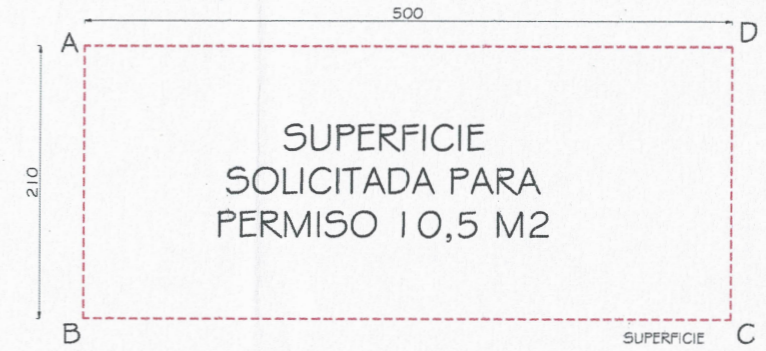 500
A
D
210
SUPERFICIE
SOLICITADA PARA
PERMISO 10,5 M2
B
SUPERFICIE
C